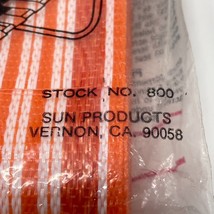 STOCK NO. 800
SUN PRODUCTS
VERNON, CA. 90058